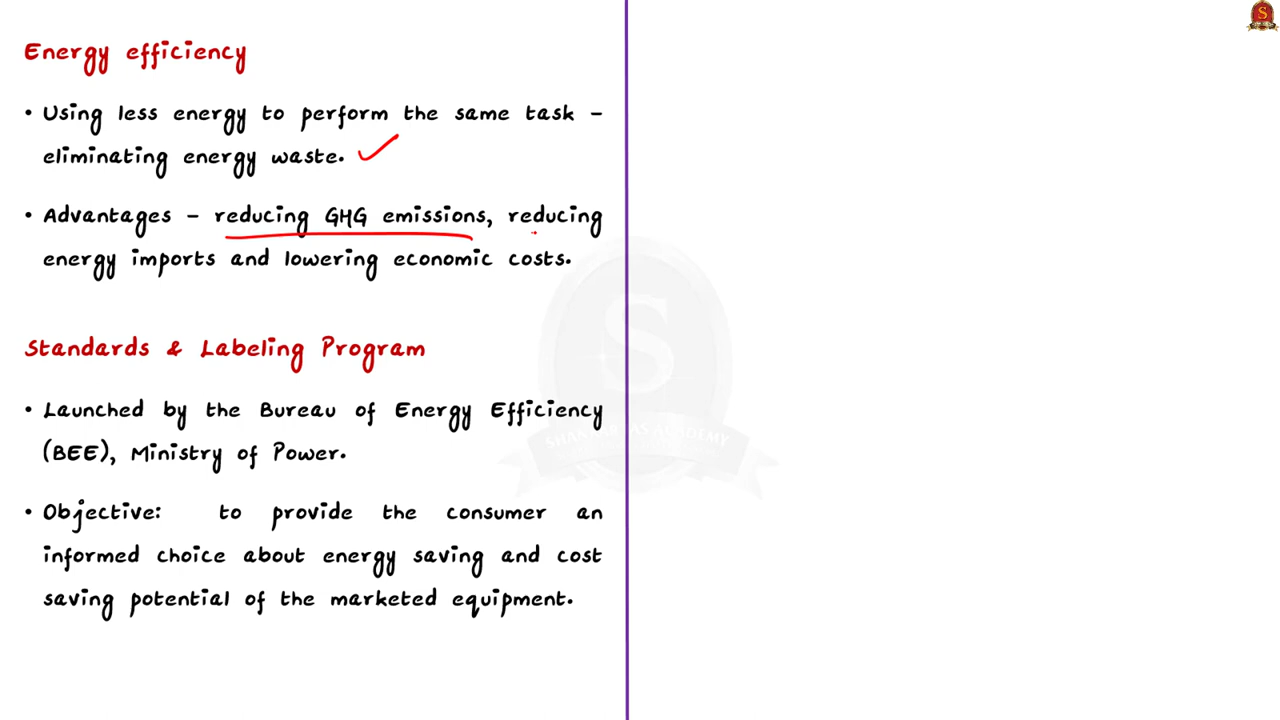 Energy efficiency
• Using less energy to perform the same task –
eliminating energy waste.
• Advantages – reducing GHG emissions, reducing
energy imports and lowering economic costs.
Standards & Labeling Program
• Launched by the Bureau of Energy Efficiency
(BEE), Ministry of Power.
• Objective: to provide the consumer an
informed choice about energy saving and cost
saving potential of the marketed equipment.
S
SHANKAR IAS ACADEMY
S